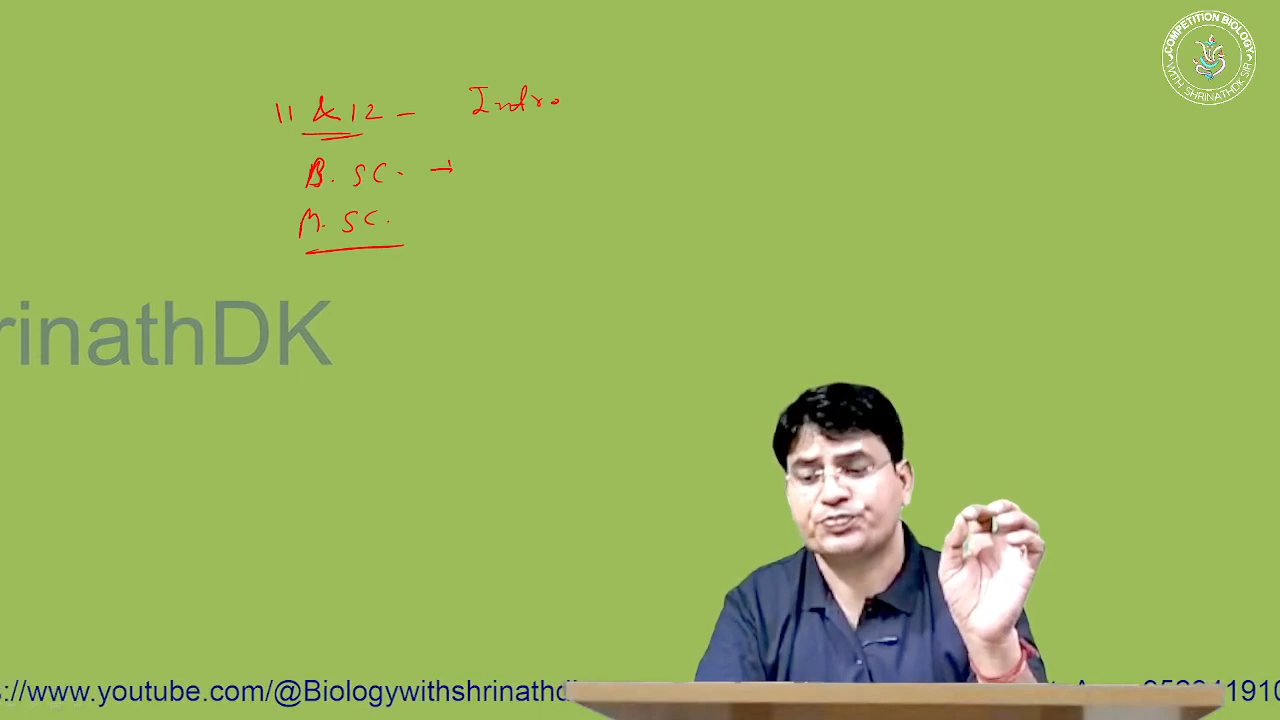 COMPETITION BIOLOGY
WITH SHRINATHDK SIR
11 & 12 - Intro
B. SC. →
M. SC.
rinathDK
s://www.youtube.com/@Biologywithshrinathd